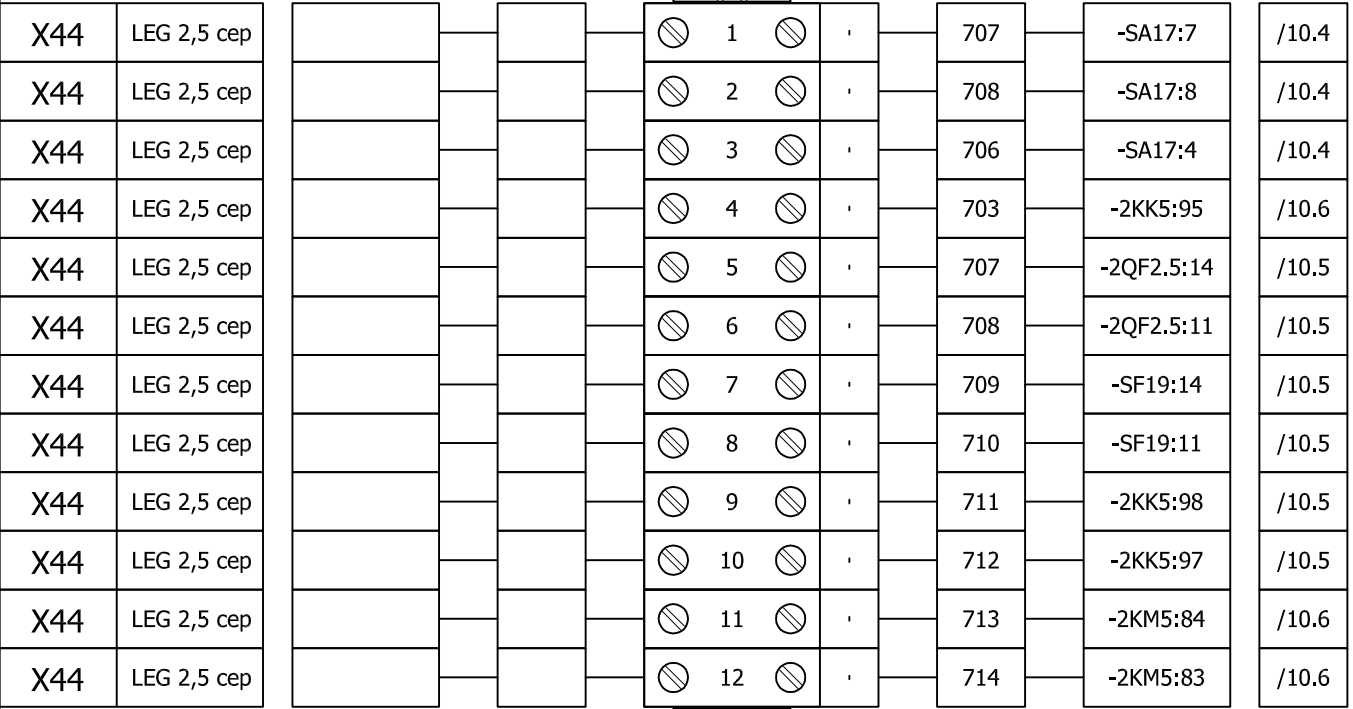 X44 LEG 2,5 сер 1 707 -SA17:7 /10.4
X44 LEG 2,5 сер 2 708 -SA17:8 /10.4
X44 LEG 2,5 сер 3 706 -SA17:4 /10.4
X44 LEG 2,5 сер 4 703 -2KK5:95 /10.6
X44 LEG 2,5 сер 5 707 -2QF2.5:14 /10.5
X44 LEG 2,5 сер 6 708 -2QF2.5:11 /10.5
X44 LEG 2,5 сер 7 709 -SF19:14 /10.5
X44 LEG 2,5 сер 8 710 -SF19:11 /10.5
X44 LEG 2,5 сер 9 711 -2KK5:98 /10.5
X44 LEG 2,5 сер 10 712 -2KK5:97 /10.5
X44 LEG 2,5 сер 11 713 -2KM5:84 /10.6
X44 LEG 2,5 сер 12 714 -2KM5:83 /10.6